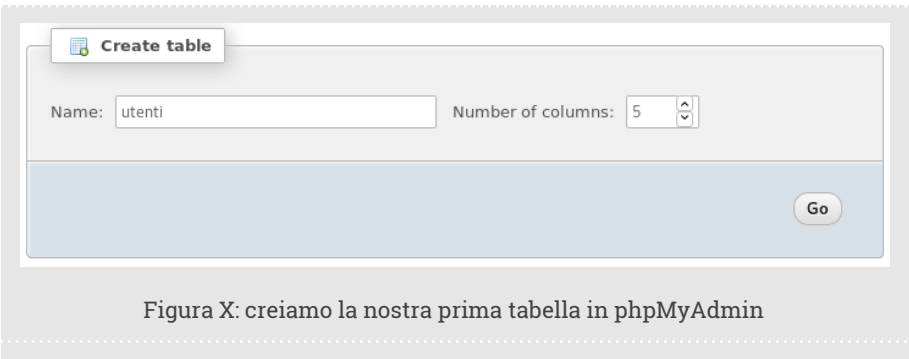 Create table
Name: utenti Number of columns: 5
Go
Figura X: creiamo la nostra prima tabella in phpMyAdmin